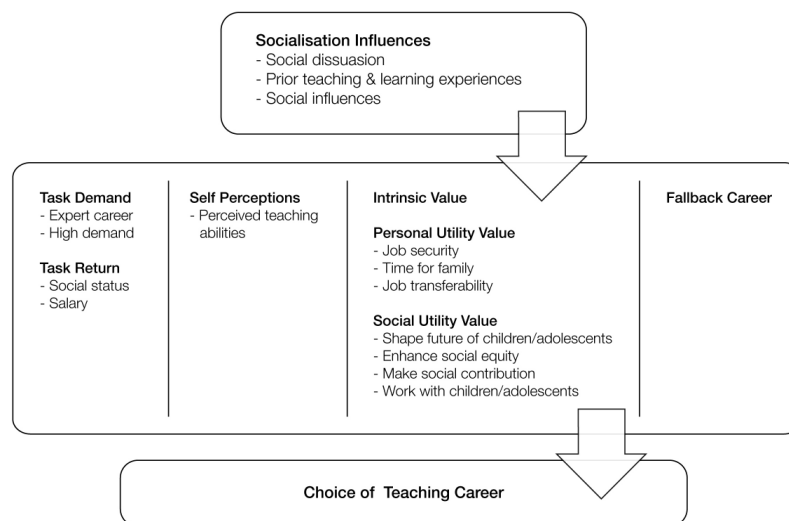 Socialisation Influences
- Social dissuasion
- Prior teaching & learning experiences
- Social influences
Task Demand
- Expert career
- High demand
Task Return
- Social status
- Salary
Self Perceptions
- Perceived teaching
abilities
Intrinsic Value
Personal Utility Value
- Job security
- Time for family
- Job transferability
Social Utility Value
- Shape future of children/adolescents
- Enhance social equity
- Make social contribution
- Work with children/adolescents
Fallback Career
Choice of Teaching Career